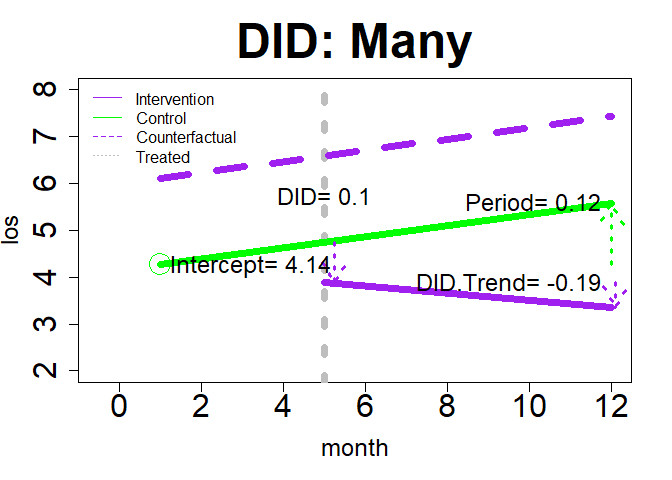 DID: Many
Intervention
Control
Counterfactual
Treated
DID= 0.1
Period= 0.12
Intercept= 4.14
DID.Trend= -0.19
8
7
6
5
4
3
2
los
0 2 4 6 8 10 12
month